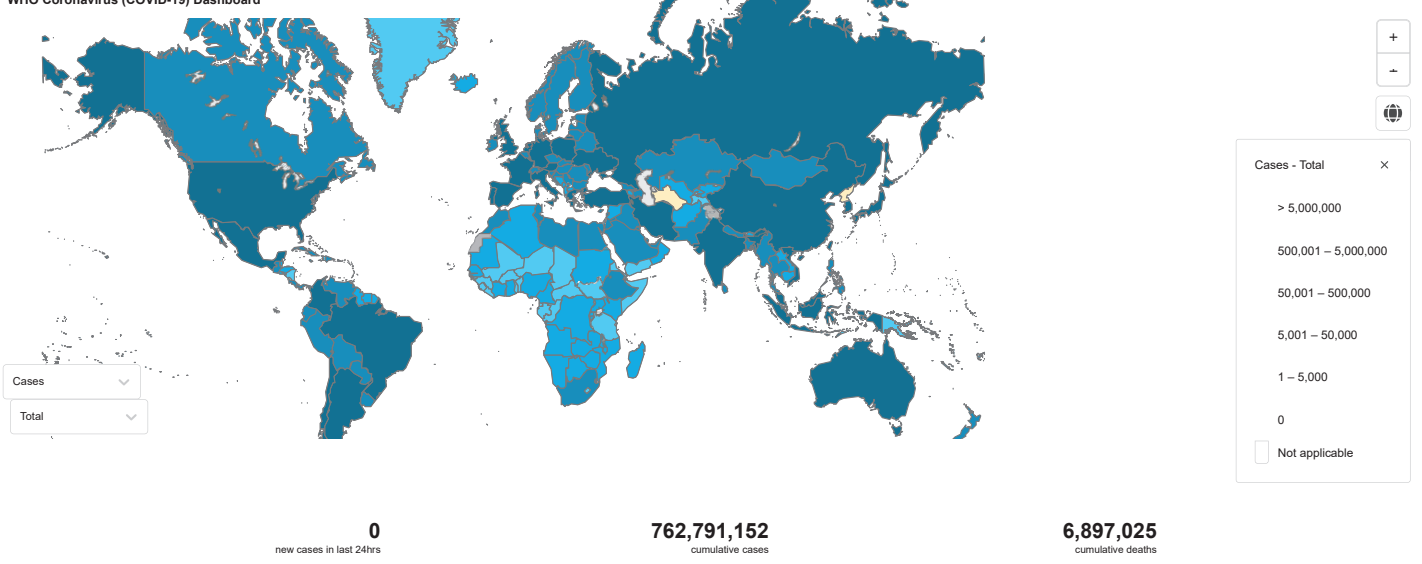 WHO Coronavirus (COVID-19) Dashboard
Cases - Total
> 5,000,000
500,001 – 5,000,000
50,001 – 500,000
5,001 – 50,000
1 – 5,000
0
Not applicable
Cases
Total
0
new cases in last 24hrs
762,791,152
cumulative cases
6,897,025
cumulative deaths